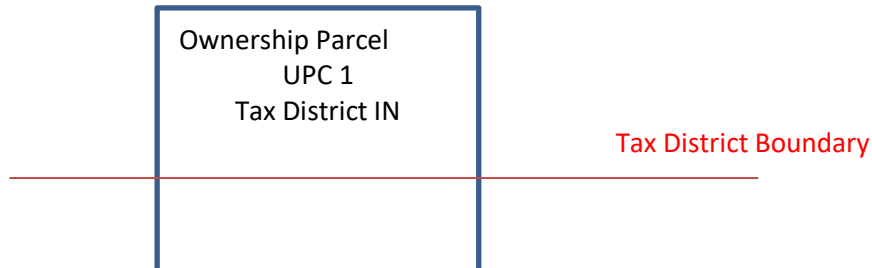 Ownership Parcel
UPC 1
Tax District IN
Tax District Boundary